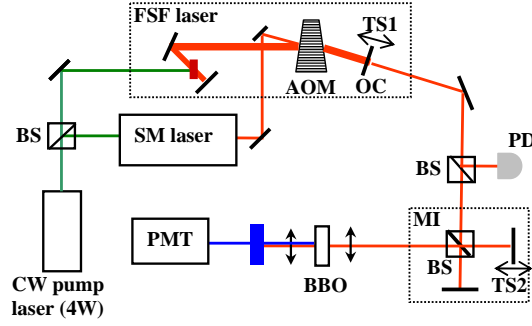 FSF laser
TS1
AOM
OC
BS
SM laser
PD
BS
MI
PMT
BS
TS2
BBO
CW pump
laser (4W)